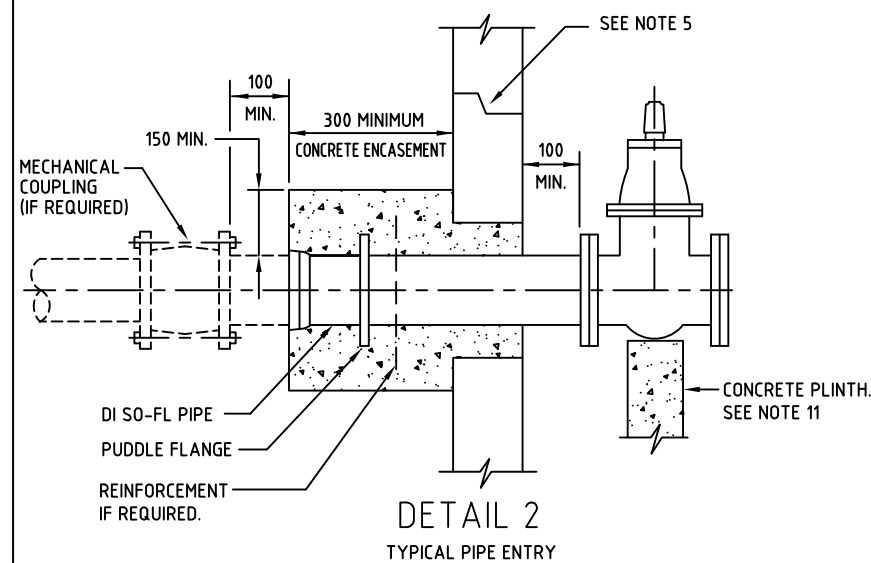 SEE NOTE 5
100
MIN.
300 MINIMUM
CONCRETE ENCASEMENT
150 MIN.
100
MIN.
MECHANICAL
COUPLING
(IF REQUIRED)
DI SO-FL PIPE
CONCRETE PLINTH.
SEE NOTE 11
PUDDLE FLANGE
REINFORCEMENT
IF REQUIRED.
DETAIL 2
TYPICAL PIPE ENTRY